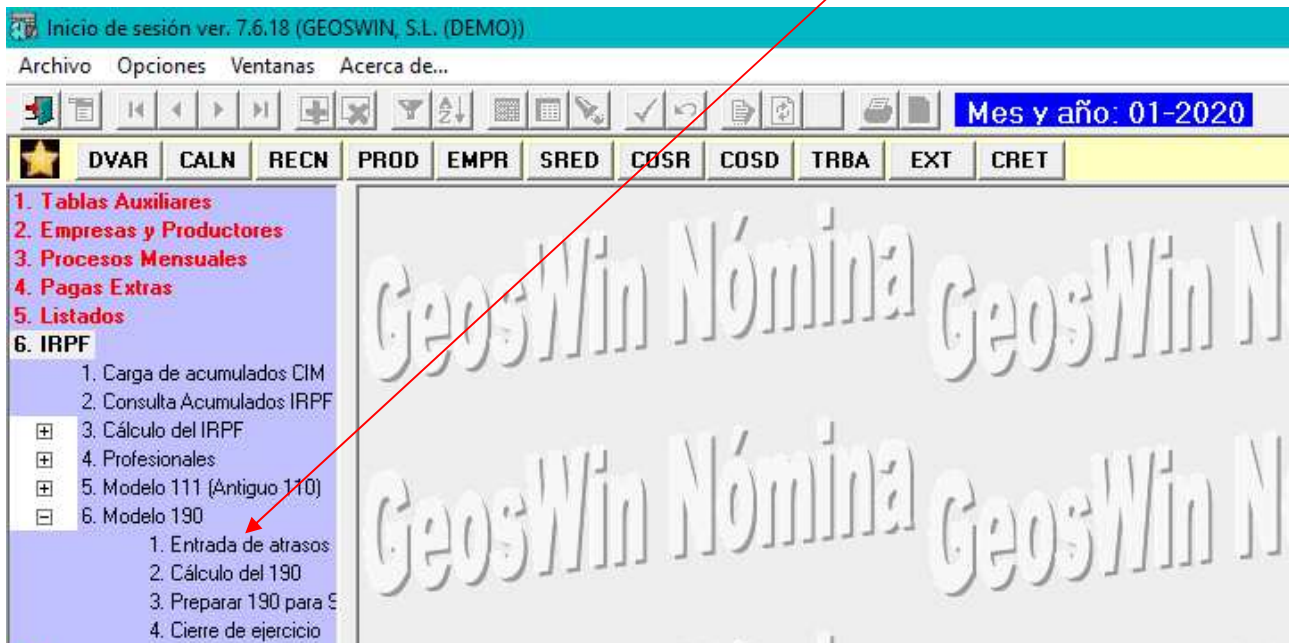 Inicio de sesión ver. 7.6.18 (GEOSWIN, S.L. (DEMO))
Archivo Opciones Ventanas Acerca de...
Mes y año: 01-2020
DVAR CALN RECN PROD EMPR SRED COSR COSD TRBA EXT CRET
1. Tablas Auxiliares
2. Empresas y Productores
3. Procesos Mensuales
4. Pagas Extras
5. Listados
6. IRPF
1. Carga de acumulados CIM
2. Consulta Acumulados IRPF
3. Cálculo del IRPF
4. Profesionales
5. Modelo 111 (Antiguo 110)
6. Modelo 190
1. Entrada de atrasos
2. Cálculo del 190
3. Preparar 190 para S
4. Cierre de ejercicio
GeosWin Nómina GeosWin N
GeosWin Nómina GeosWin N